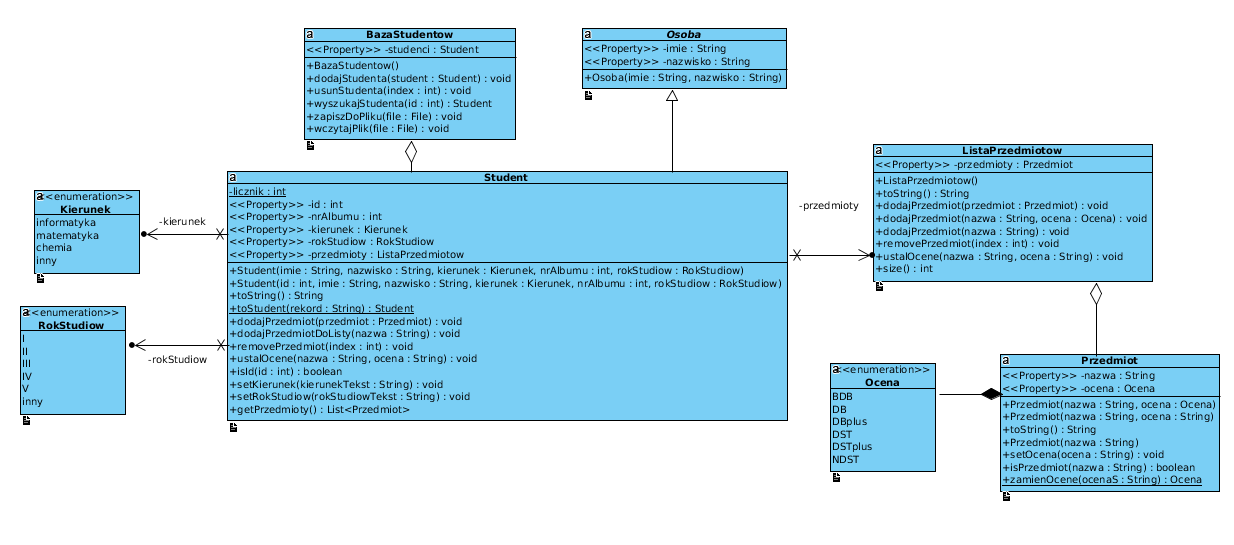 BazaStudentow
<<Property>> -studenci : Student
+BazaStudentow()
+dodajStudenta(student : Student) : void
+usunStudenta(index : int) : void
+wyszukajStudenta(id : int) : Student
+zapiszDoPliku(file : File) : void
+wczytajPlik(file : File) : void
Osoba
<<Property>> -imie : String
<<Property>> -nazwisko : String
+Osoba(imie : String, nazwisko : String)
Student
-licznik : int
<<Property>> -id : int
<<Property>> -nrAlbumu : int
<<Property>> -kierunek : Kierunek
<<Property>> -rokStudiow : RokStudiow
<<Property>> -przedmioty : ListaPrzedmiotow
+Student(imie : String, nazwisko : String, kierunek : Kierunek, nrAlbumu : int, rokStudiow : RokStudiow)
+Student(id : int, imie : String, nazwisko : String, kierunek : Kierunek, nrAlbumu : int, rokStudiow : RokStudiow)
+toString() : String
+toStudent(rekord : String) : Student
+dodajPrzedmiot(przedmiot : Przedmiot) : void
+dodajPrzedmiotDoListy(nazwa : String) : void
+removePrzedmiot(index : int) : void
+ustalOcene(nazwa : String, ocena : String) : void
+isId(id : int) : boolean
+setKierunek(kierunekTekst : String) : void
+setRokStudiow(rokStudiowTekst : String) : void
+getPrzedmioty() : List<Przedmiot>
-kierunek
-rokStudiow
-przedmioty
<<enumeration>>
Kierunek
informatyka
matematyka
chemia
inny
<<enumeration>>
RokStudiow
I
II
III
IV
V
inny
ListaPrzedmiotow
<<Property>> -przedmioty : Przedmiot
+ListaPrzedmiotow()
+toString() : String
+dodajPrzedmiot(przedmiot : Przedmiot) : void
+dodajPrzedmiot(nazwa : String, ocena : Ocena) : void
+dodajPrzedmiot(nazwa : String) : void
+removePrzedmiot(index : int) : void
+ustalOcene(nazwa : String, ocena : String) : void
+size() : int
<<enumeration>>
Ocena
BDB
DB
DBplus
DST
DSTplus
NDST
Przedmiot
<<Property>> -nazwa : String
<<Property>> -ocena : Ocena
+Przedmiot(nazwa : String, ocena : Ocena)
+Przedmiot(nazwa : String, ocena : String)
+toString() : String
+Przedmiot(nazwa : String)
+setOcena(ocena : String) : void
+isPrzedmiot(nazwa : String) : boolean
+zamienOcene(ocenaS : String) : Ocena